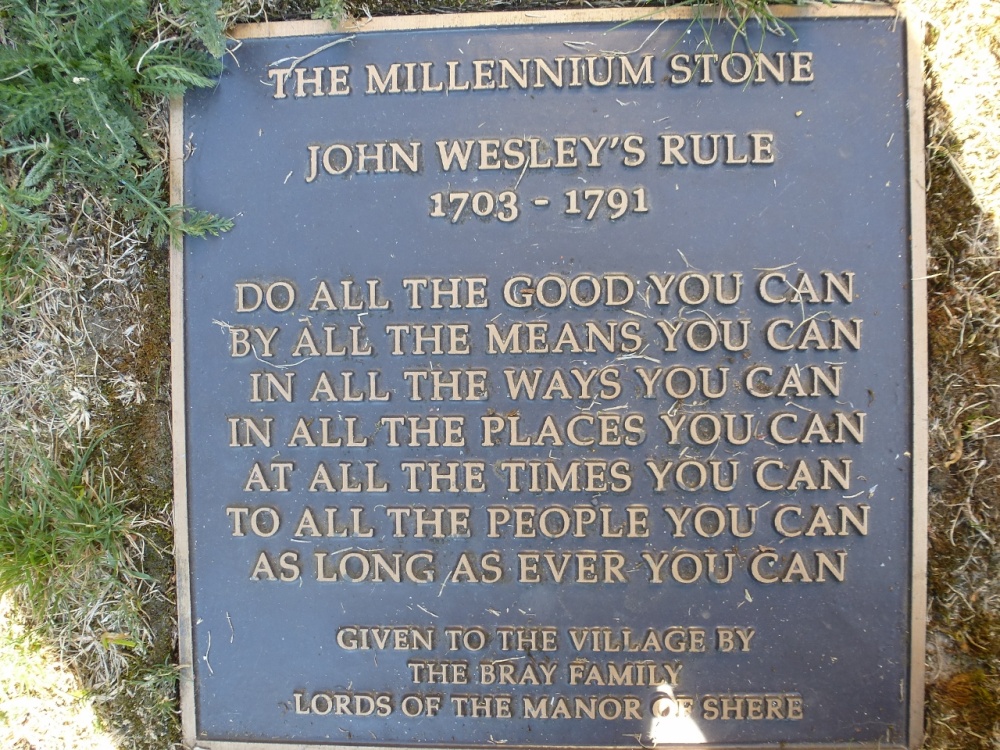 THE MILLENNIUM STONE
JOHN WESLEY'S RULE
1703 - 1791
DO ALL THE GOOD YOU CAN
BY ALL THE MEANS YOU CAN
IN ALL THE WAYS YOU CAN
IN ALL THE PLACES YOU CAN
AT ALL THE TIMES YOU CAN
TO ALL THE PEOPLE YOU CAN
AS LONG AS EVER YOU CAN
GIVEN TO THE VILLAGE BY
THE BRAY FAMILY
LORDS OF THE MANOR OF SHERE